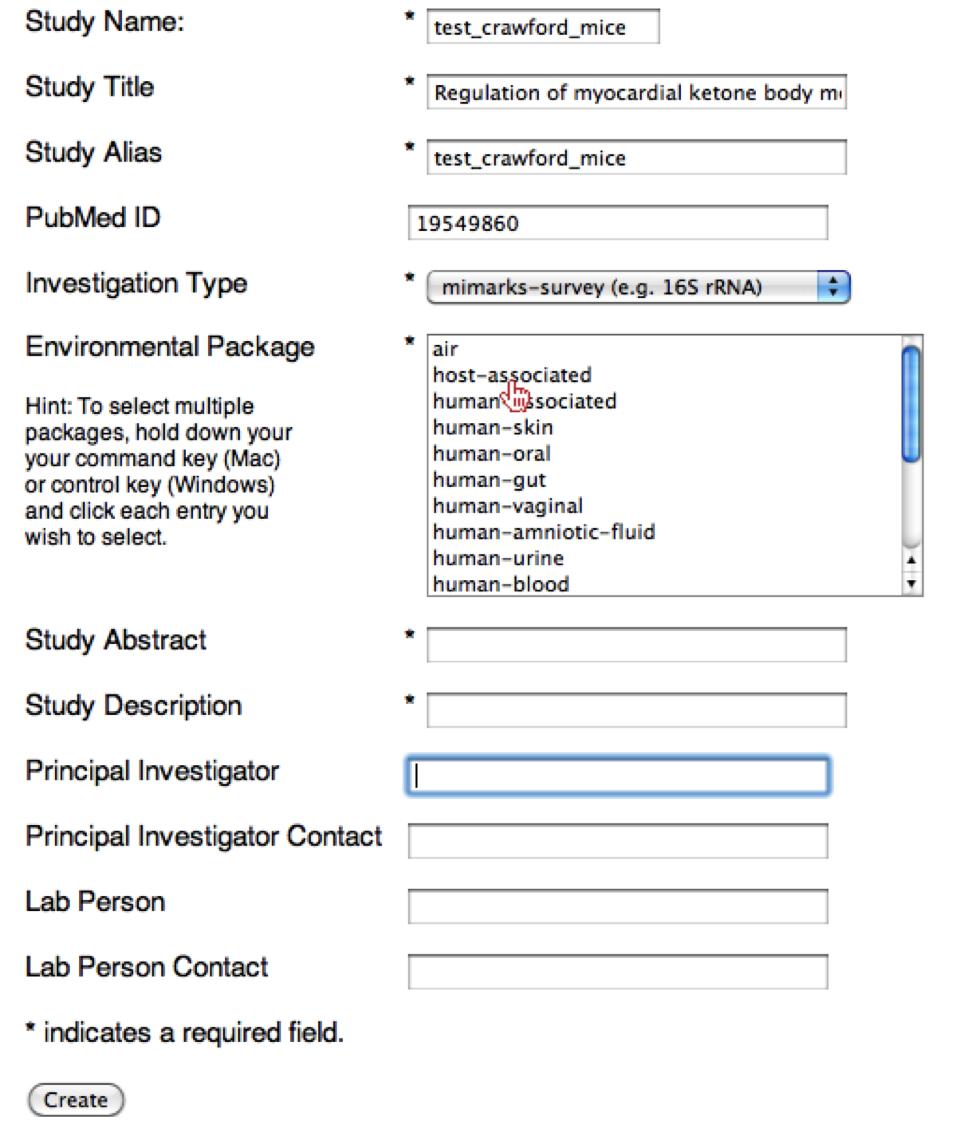 Study Name: * test_crawford_mice
Study Title * Regulation of myocardial ketone body
Study Alias * test_crawford_mice
PubMed ID 19549860
Investigation Type * mimarks-survey (e.g. 16S rRNA)
Environmental Package *
Hint: To select multiple
packages, hold down your
your command key (Mac)
or control key (Windows)
and click each entry you
wish to select.
air
host-associated
human-associated
human-skin
human-oral
human-gut
human-vaginal
human-amniotic-fluid
human-urine
human-blood
Study Abstract *
Study Description *
Principal Investigator
Principal Investigator Contact
Lab Person
Lab Person Contact
* indicates a required field.
Create